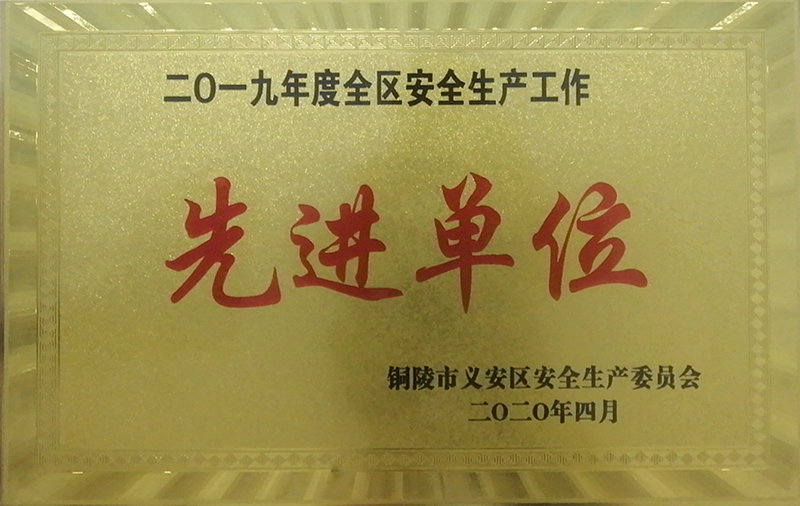 二〇一九年度全区安全生产工作
先进单位
铜陵市义安区安全生产委员会
二〇二〇年四月